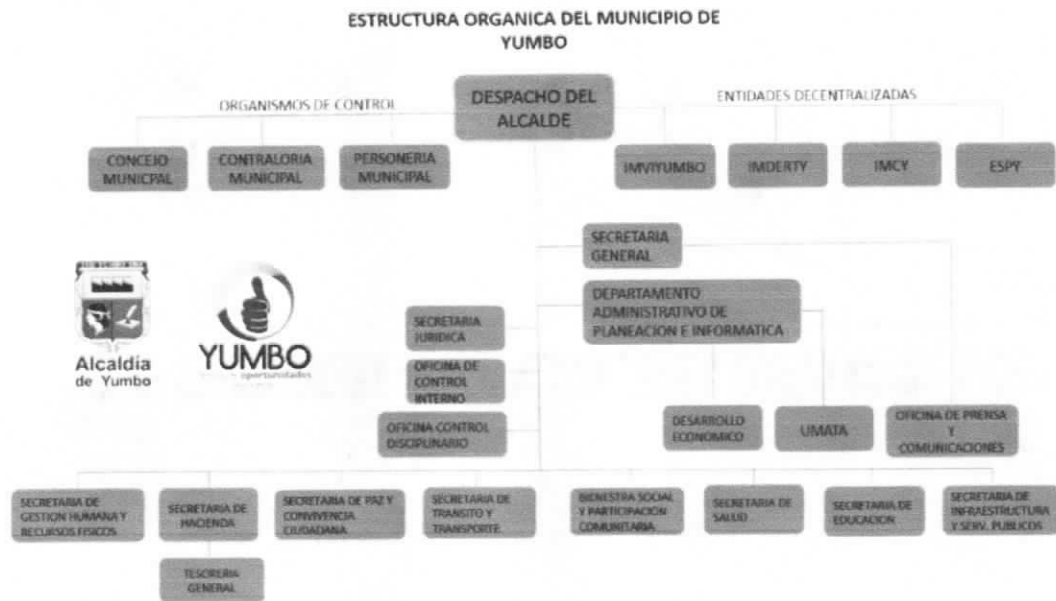 ESTRUCTURA ORGANICA DEL MUNICIPIO DE
YUMBO
DESPACHO DEL
ALCALDE
ORGANISMOS DE CONTROL
ENTIDADES DECENTRALIZADAS
CONCEJO
MUNICPAL
CONTRALORIA
MUNICIPAL
PERSONERIA
MUNICIPAL
IMVIYUMBO
IMDERTY
IMCY
ESPY
SECRETARIA
GENERAL
DEPARTAMENTO
ADMINISTRATIVO DE
PLANEACION E INFORMATICA
SECRETARIA
JURIDICA
OFICINA DE
CONTROL
INTERNO
OFICINA CONTROL
DISCIPLINARIO
Alcaldía
de Yumbo
YUMBO
oportunidades
DESARROLLO
ECONOMICO
UMATA
OFICINA DE PRENSA
Y
COMUNICACIONES
SECRETARIA DE
GESTION HUMANA Y
RECURSOS FISICOS
SECRETARIA
DE HACIENDA
SECRETARIA DE PAZ Y
CONVIVENCIA
CIUDADANA
SECRETARIA DE
TRANSITO Y
TRANSPORTE
BIENESTRA SOCIAL
Y PARTICIPACIÓN
COMUNITARIA
SECRETARIA DE
SALUD
SECRETARIA
DE EDUCACION
SECRETARIA DE
INFRAESTRUCTURA
Y SERV. PUBLICOS
TESORERIA
GENERAL